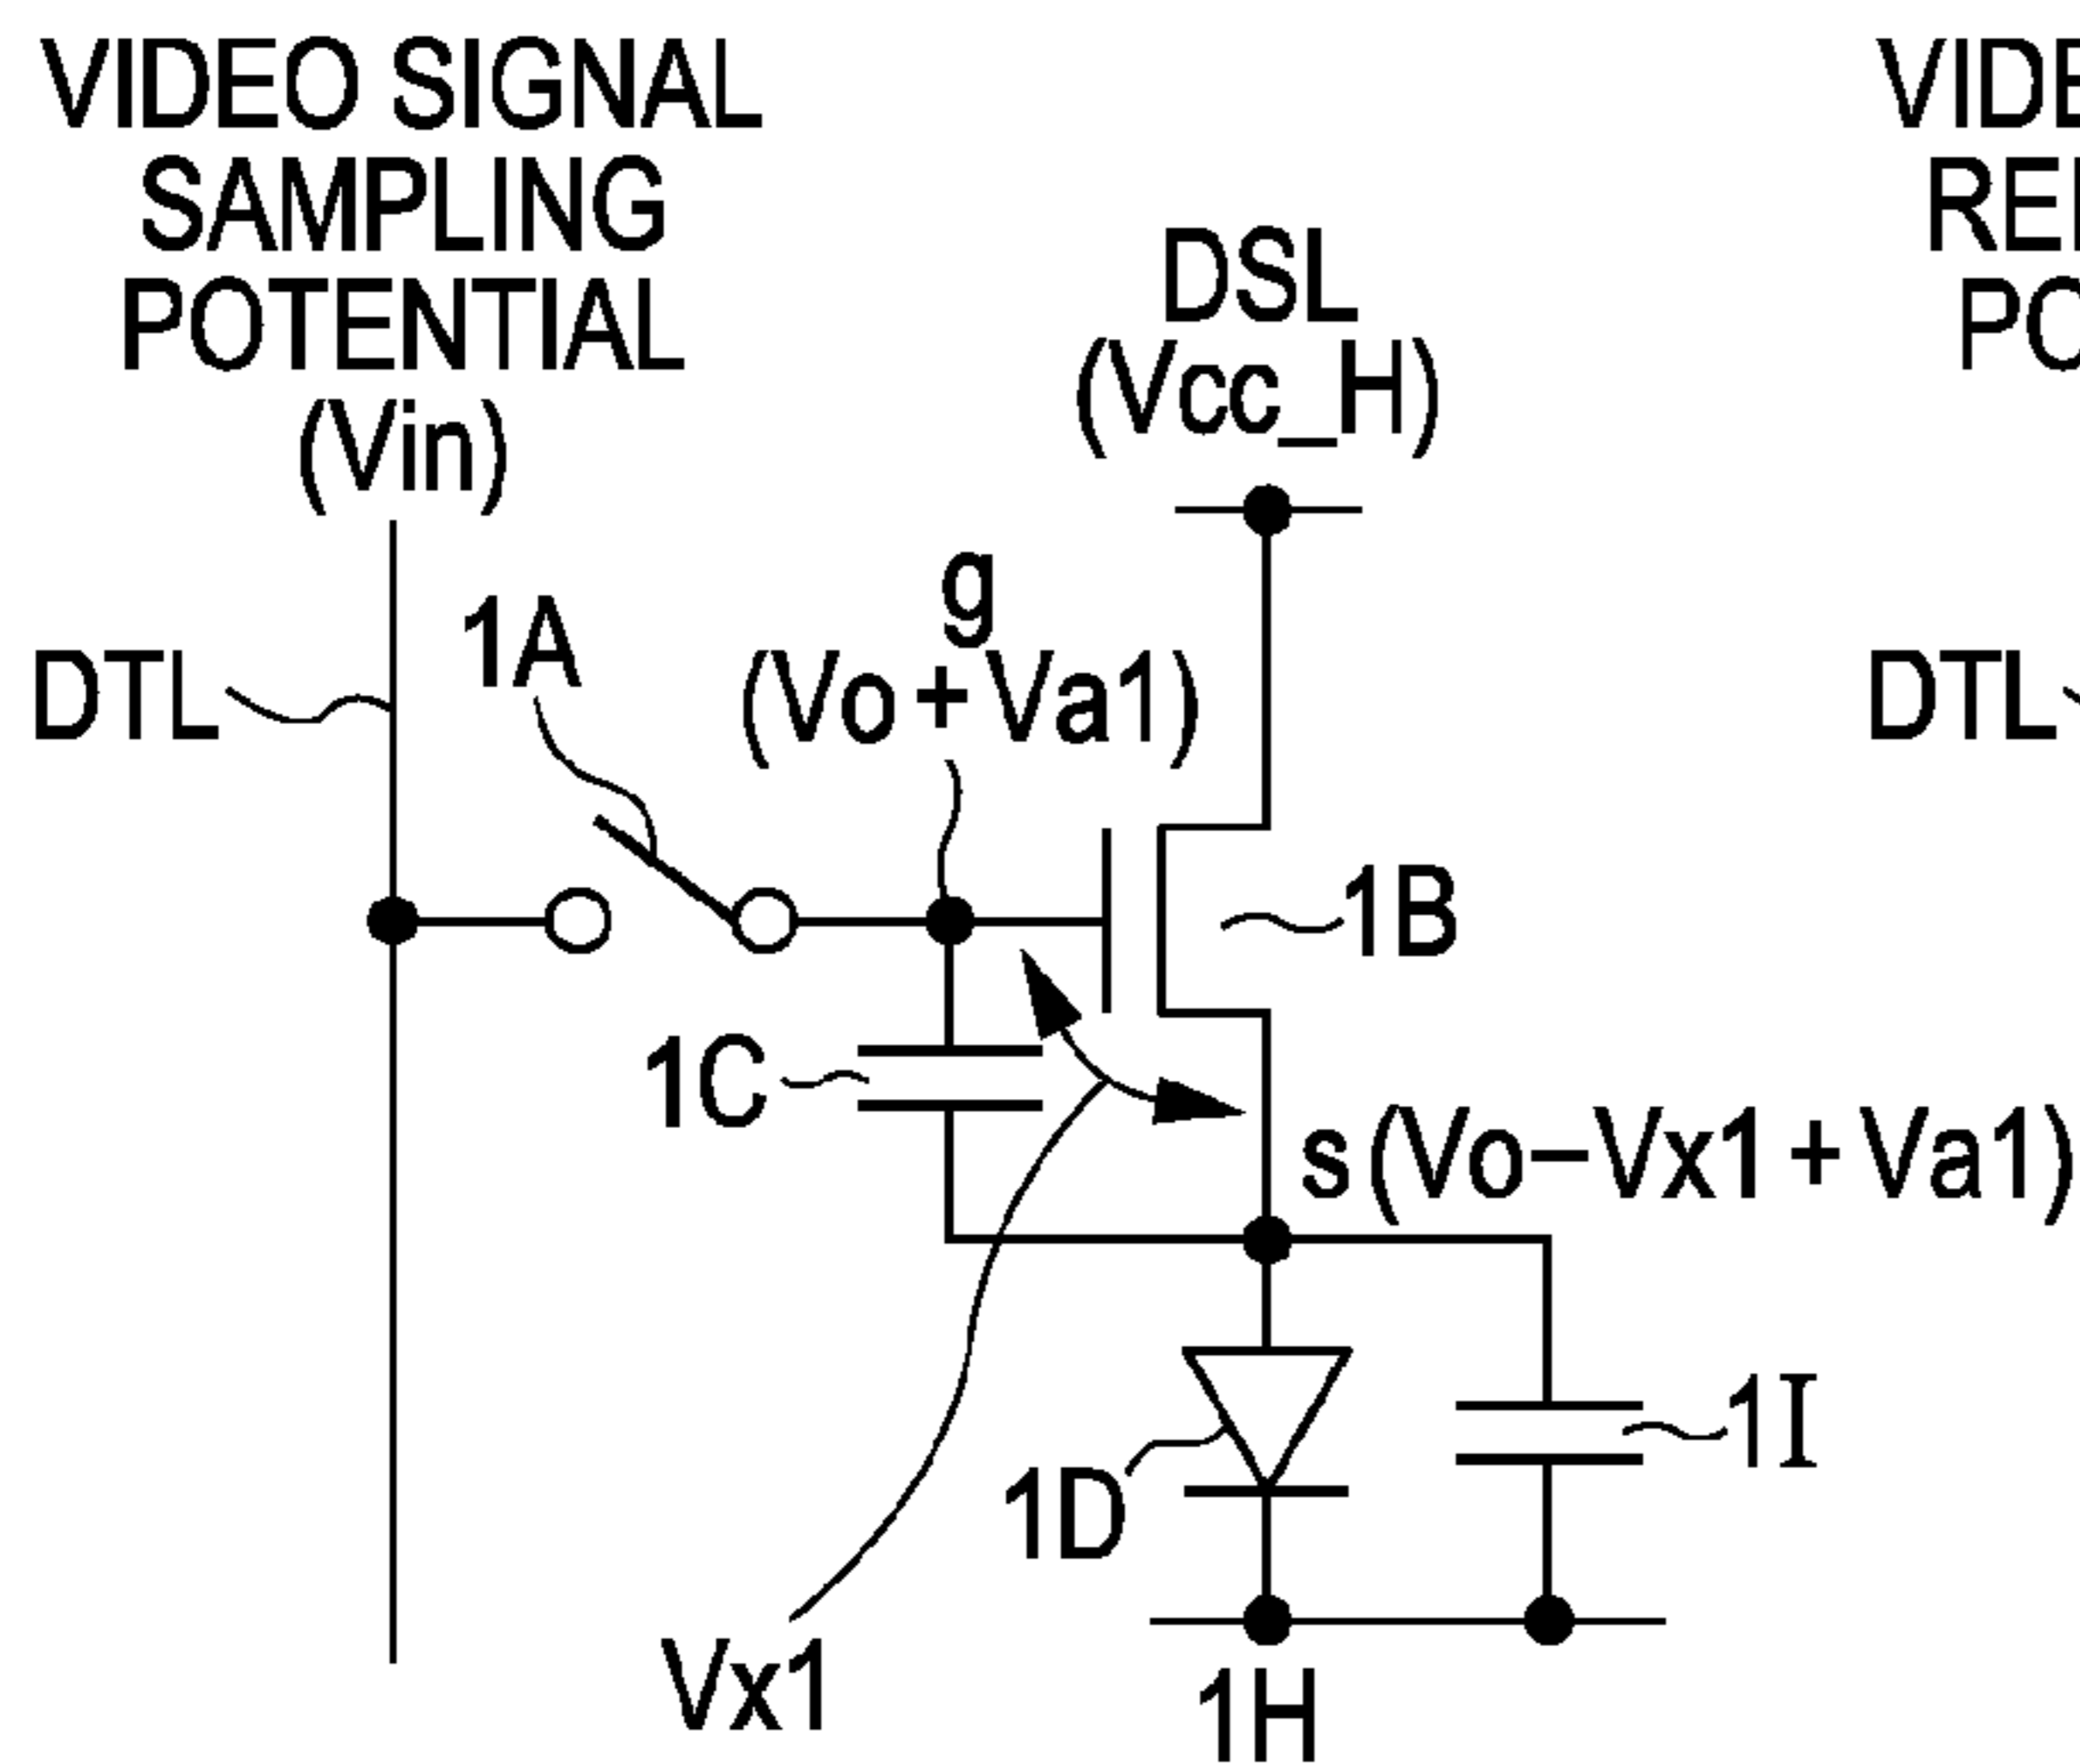 VIDEO SIGNAL
SAMPLING
POTENTIAL
(Vin)
DSL
(Vcc_H)
g
(Vo+Va1)
DTL
1A
1B
1C
s(Vo−Vx1+Va1)
1D
1I
Vx1
1H
DTL